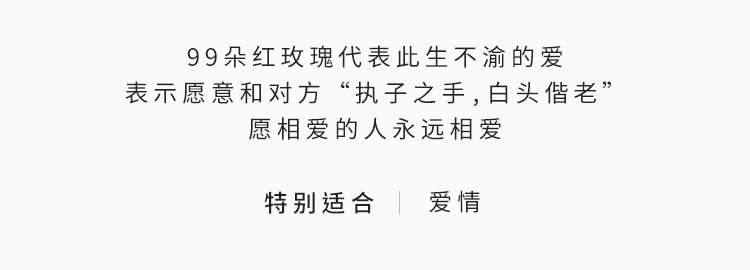 99朵红玫瑰代表此生不渝的爱
表示愿意和对方“执子之手,白头偕老”
愿相爱的人永远相爱
特别适合 | 爱情